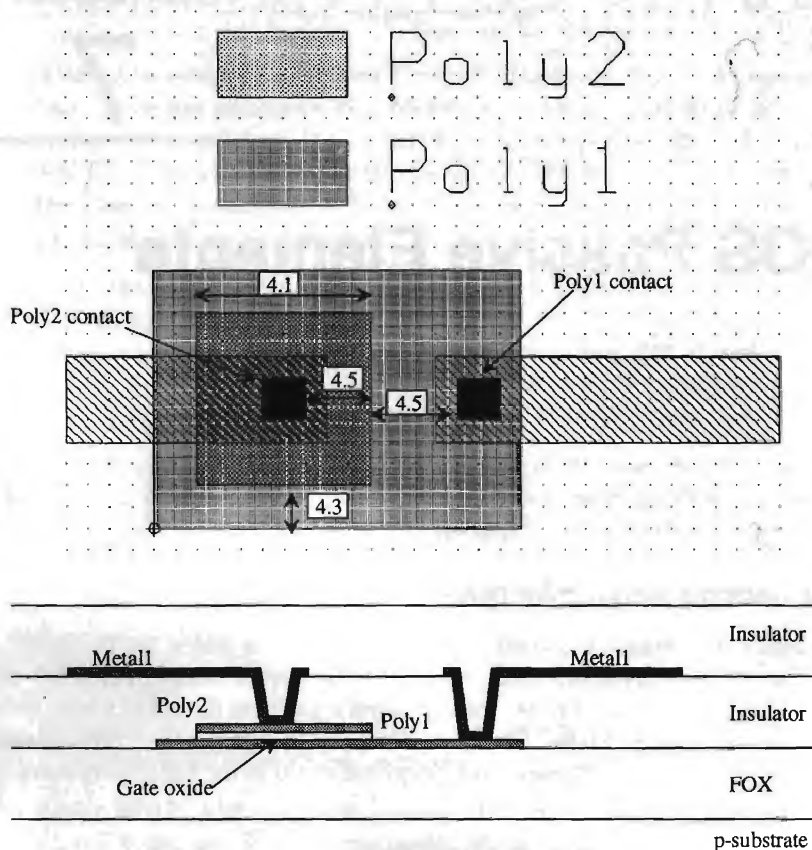 Poly2
Poly1
4.1
Poly1 contact
Poly2 contact
4.5
4.5
4.3
Insulator
Metal1
Metal1
Poly2
Poly1
Insulator
Gate oxide
FOX
p-substrate